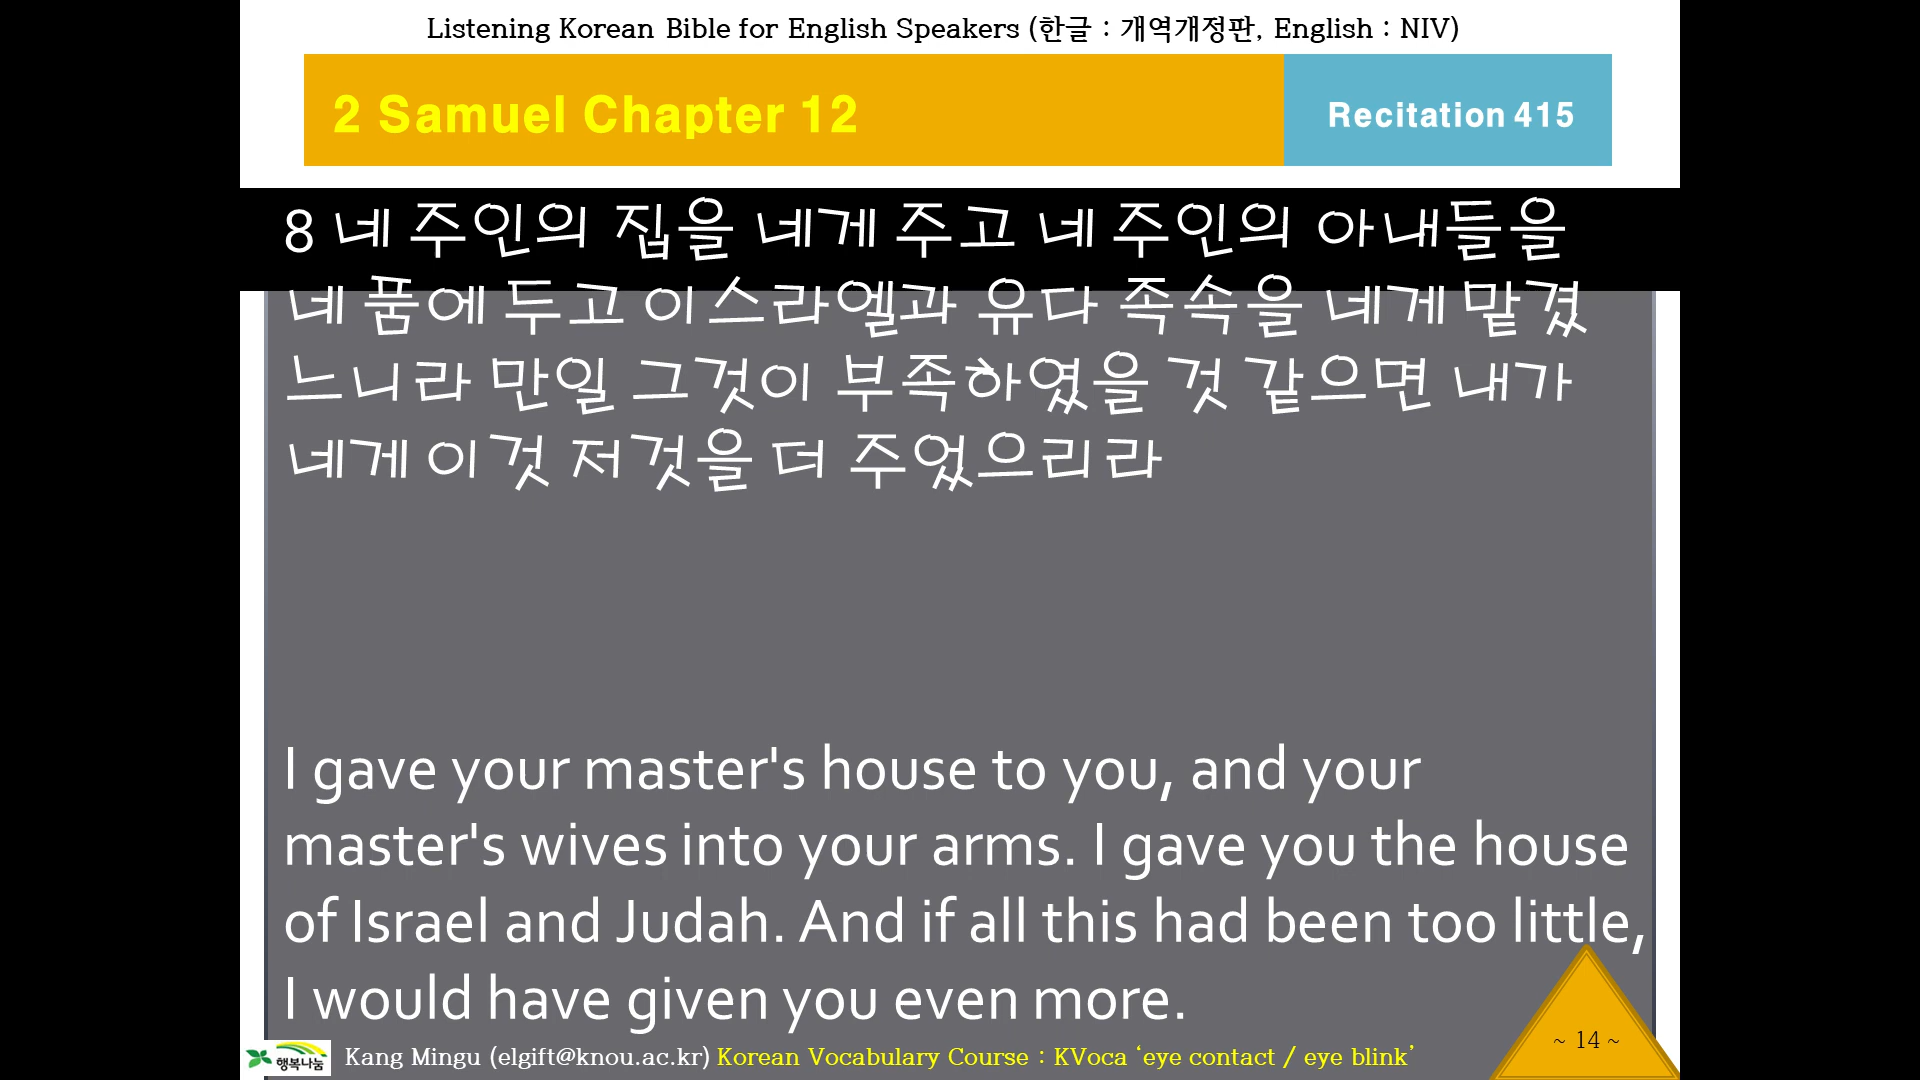 Listening Korean Bible for English Speakers (한글 : 개역개정판, English : NIV)
2 Samuel Chapter 12
Recitation 415
8 네 주인의 집을 네게 주고 네 주인의 아내들을
네 품에 두고 이스라엘과 유다 족속을 네게 맡겼
느니라 만일 그것이 부족하였을 것 같으면 내가
네게 이것 저것을 더 주었으리라
I gave your master's house to you, and your
master's wives into your arms. I gave you the house
of Israel and Judah. And if all this had been too little,
I would have given you even more.
~ 14 ~
행복나눔
Kang Mingu (elgift@knou.ac.kr) Korean Vocabulary Course : KVoca ‘eye contact / eye blink’